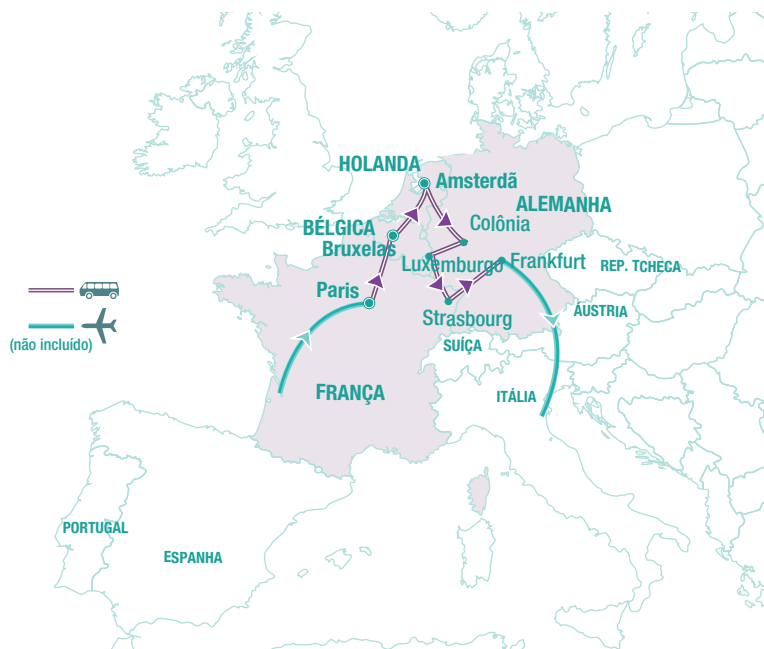 HOLANDA
Amsterdã
ALEMANHA
BÉLGICA
Bruxelas
Colônia
Luxemburgo
Frankfurt
REP. TCHECA
Paris
Strasbourg
ÁUSTRIA
(não incluído)
SUÍÇA
FRANÇA
ITÁLIA
PORTUGAL
ESPANHA